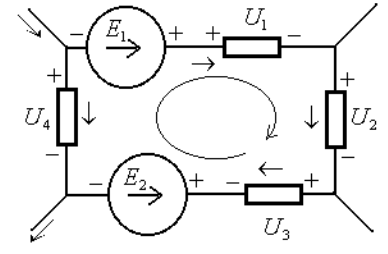 − E₁ + + U₁ −
+ U₄ − + U₂ −
− E₂ + − U₃ +